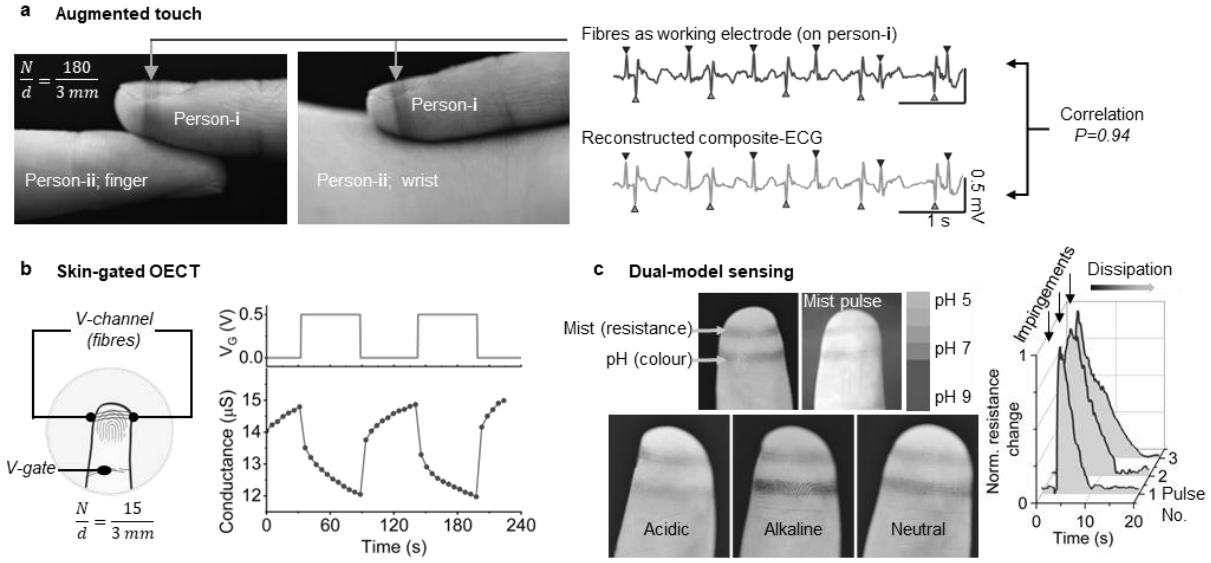 a Augmented touch
N/d = 180/3 mm
Person-i
Person-ii; finger
Person-i
Person-ii; wrist
Fibres as working electrode (on person-i)
Reconstructed composite-ECG
0.5 mV
1 s
Correlation
P=0.94
b Skin-gated OECT
V-channel
(fibres)
V-gate
N/d = 15/3 mm
VG (V)
0.5
0.0
Conductance (µS)
15
14
13
12
0 60 120 180 240
Time (s)
c Dual-model sensing
Mist (resistance)
pH (colour)
Mist pulse
pH 5
pH 7
pH 9
Acidic
Alkaline
Neutral
Impingements
Dissipation
Norm. resistance
change
1
0
0 10 20
Time (s)
3
2
1 Pulse
No.